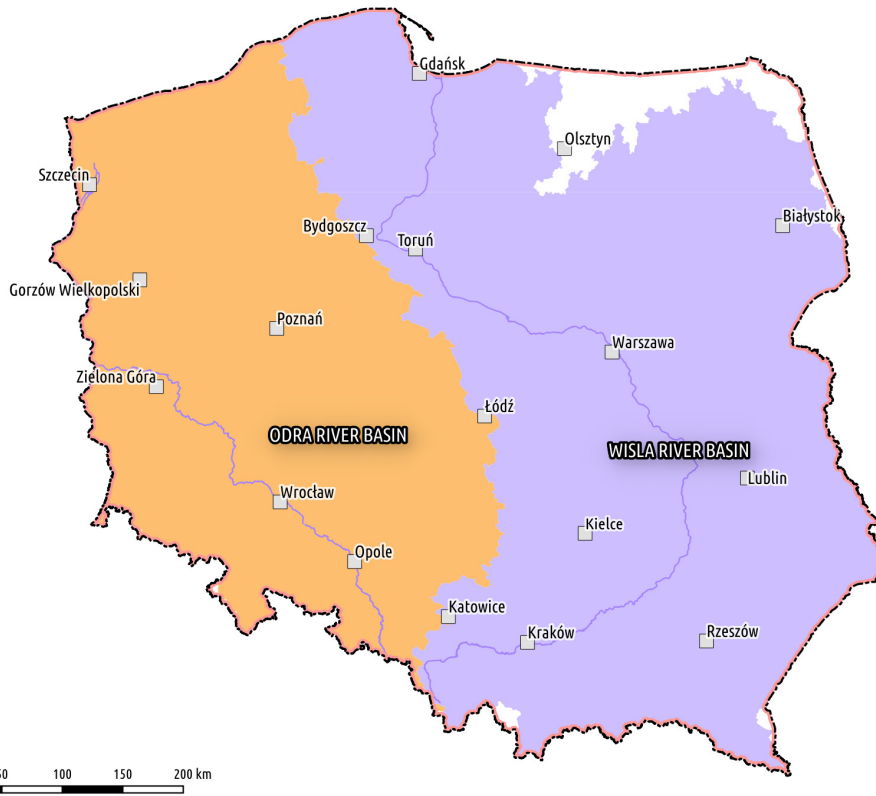 Gdańsk
Olsztyn
Szczecin
Białystok
Bydgoszcz
Toruń
Gorzów Wielkopolski
Poznań
Warszawa
Zielona Góra
Łódź
ODRA RIVER BASIN
WISLA RIVER BASIN
Lublin
Wrocław
Kielce
Opole
Katowice
Kraków
Rzeszów
100 150 200 km